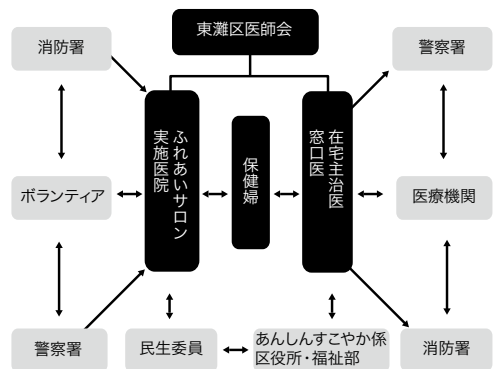 東灘区医師会
消防署
警察署
ふれあいサロン
実施医院
保健婦
在宅主治医
窓口医
ボランティア
医療機関
警察署
民生委員
あんしんすこやか係
区役所・福祉部
消防署